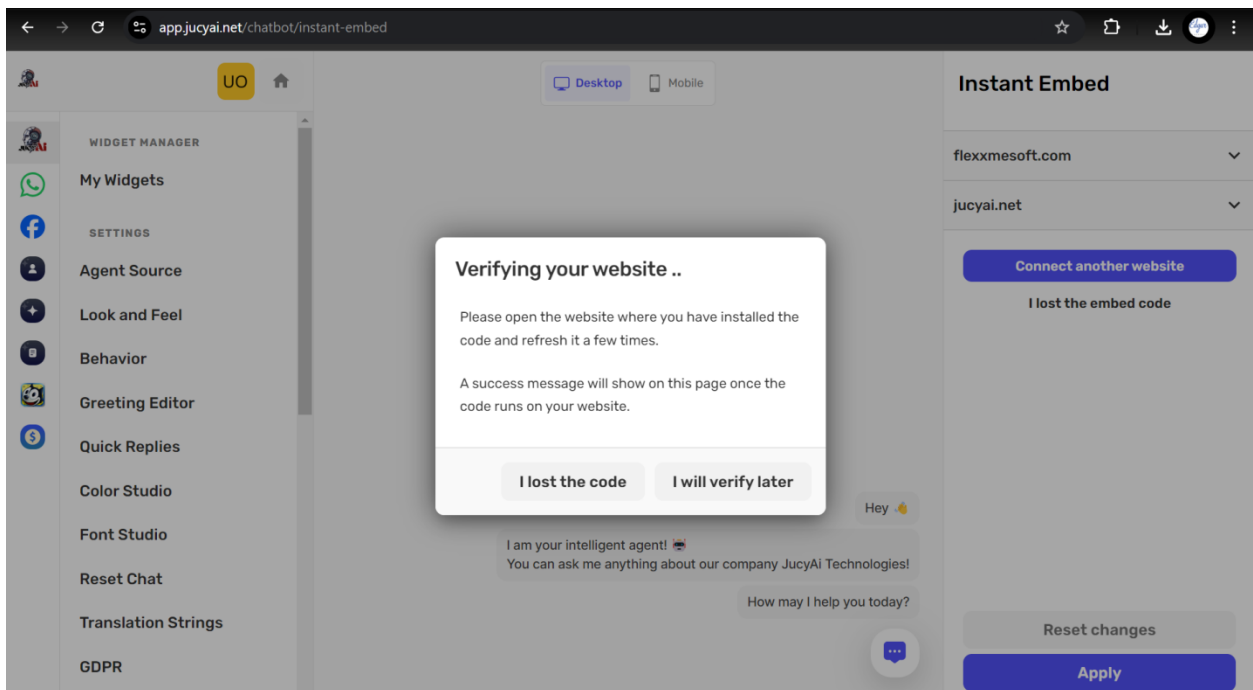 app.jucyai.net/chatbot/instant-embed
UO
Desktop
Mobile
Instant Embed
WIDGET MANAGER
My Widgets
SETTINGS
Agent Source
Look and Feel
Behavior
Greeting Editor
Quick Replies
Color Studio
Font Studio
Reset Chat
Translation Strings
GDPR
Verifying your website ..
Please open the website where you have installed the
code and refresh it a few times.
A success message will show on this page once the
code runs on your website.
I lost the code
I will verify later
Hey
I am your intelligent agent!
You can ask me anything about our company JucyAi Technologies!
How may I help you today?
flexxmesoft.com
jucyai.net
Connect another website
I lost the embed code
Reset changes
Apply